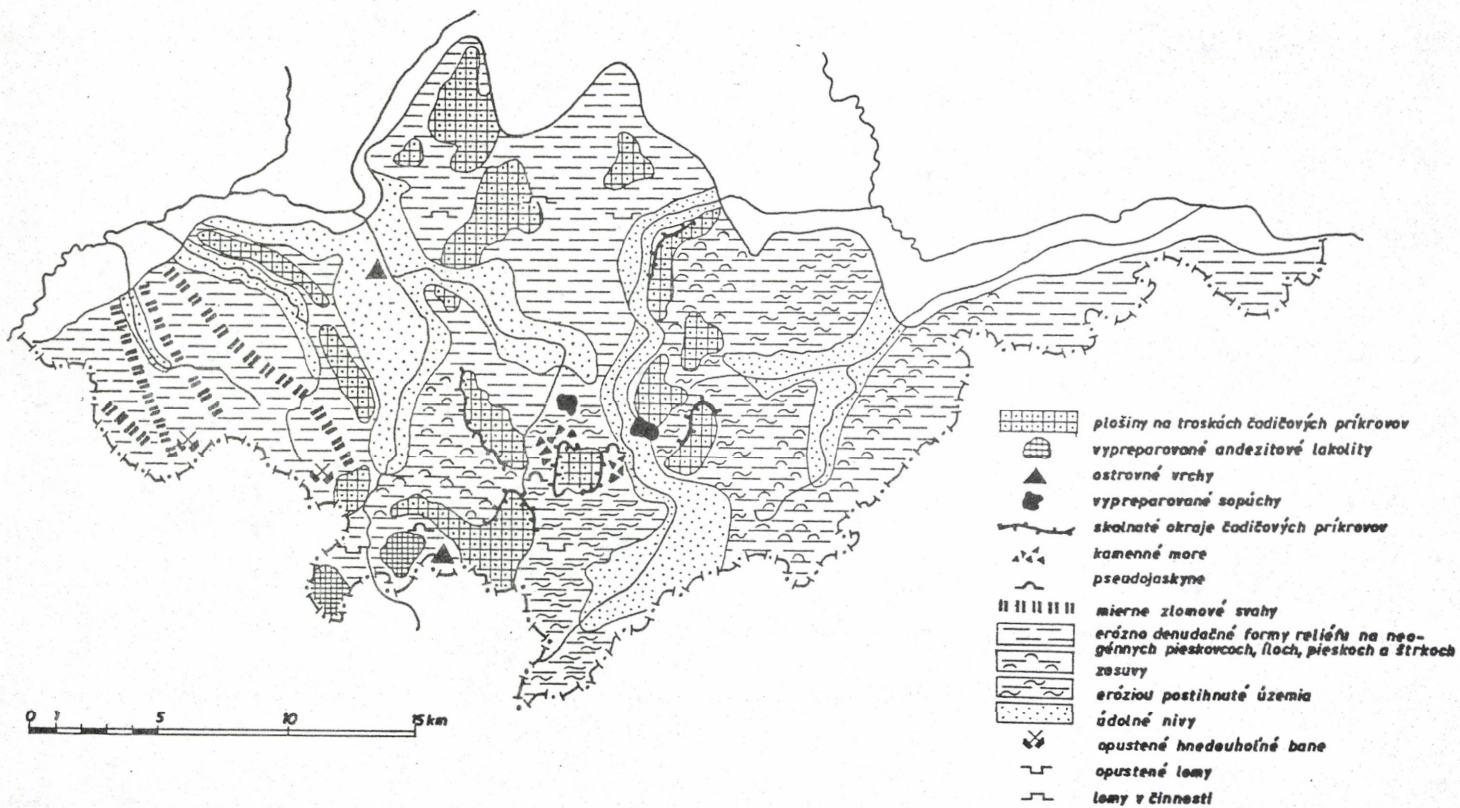 plošiny na troskách čadičových príkrovov
vypreparované andezitové lakolity
ostrovné vrchy
vypreparované sopúchy
skalnaté okraje čadičových príkrovov
kamenné more
pseudojaskyne
mierne zlomové svahy
erózno denudačné formy reliéfu na neo-
génnych pieskovcoch, íloch, pieskoch a štrkoch
zosuvy
eróziou postihnuté územia
údolné nivy
opustené hnedouhoľné bane
opustené lomy
lomy v činnosti
0 1 5 10 15 km